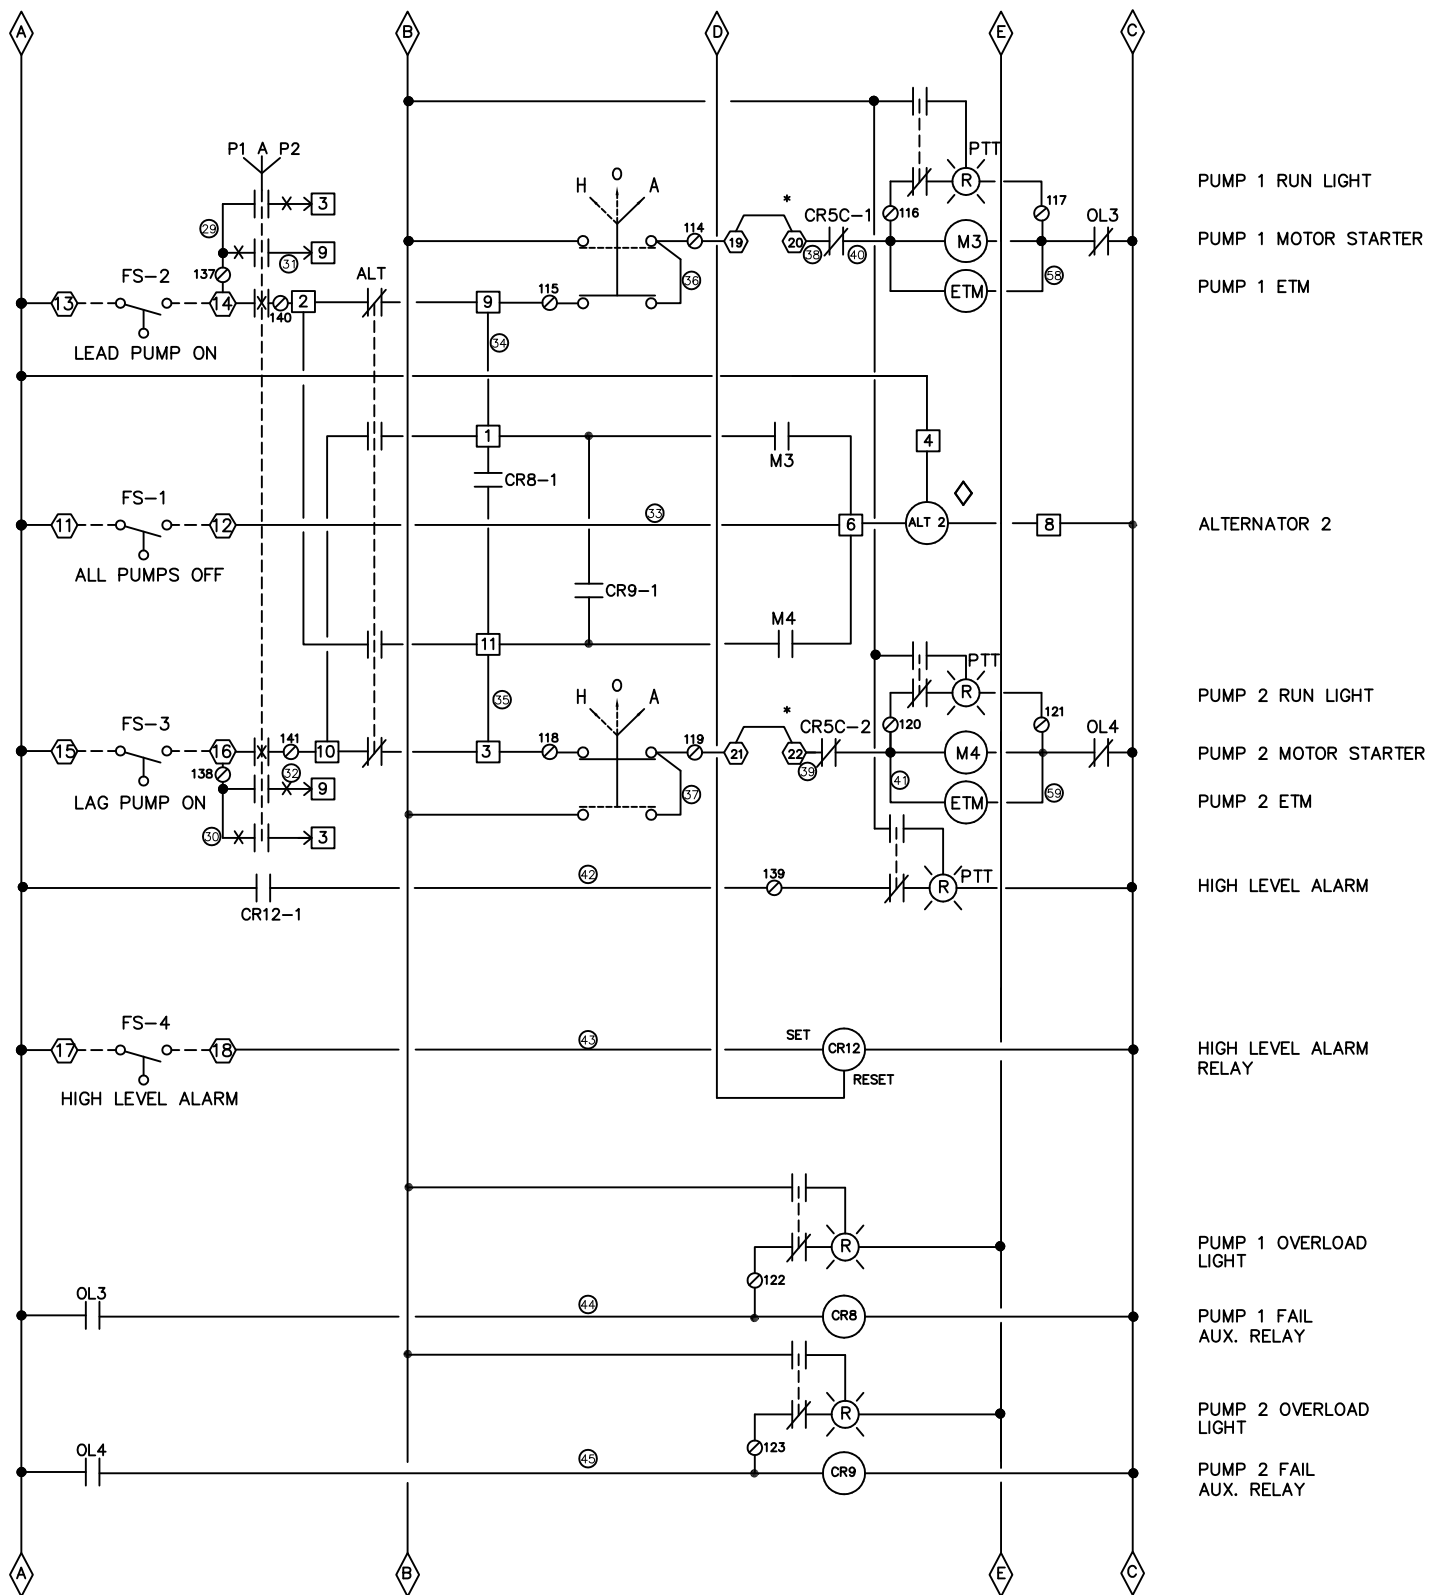 A B D E C
P1 A P2
PTT
R
PUMP 1 RUN LIGHT
H O A
*
3
29
CR5C-1
116
117
OL3
114
19
20
38
40
M3
PUMP 1 MOTOR STARTER
9
31
137
FS-2
ALT
36
58
ETM
PUMP 1 ETM
13
14
140
2
9
115
34
LEAD PUMP ON
1
M3
4
CR8-1
FS-1
33
11
12
6
ALT 2
8
ALTERNATOR 2
ALL PUMPS OFF
CR9-1
M4
11
PTT
R
PUMP 2 RUN LIGHT
H O A
35
*
FS-3
CR5C-2
120
121
OL4
15
16
141
10
3
118
119
21
22
39
M4
PUMP 2 MOTOR STARTER
138
32
9
37
41
59
ETM
PUMP 2 ETM
LAG PUMP ON
30
3
42
139
R
PTT
HIGH LEVEL ALARM
CR12-1
FS-4
17
18
43
SET
CR12
RESET
HIGH LEVEL ALARM
RELAY
HIGH LEVEL ALARM
R
PUMP 1 OVERLOAD
LIGHT
122
OL3
44
CR8
PUMP 1 FAIL
AUX. RELAY
R
PUMP 2 OVERLOAD
LIGHT
123
OL4
45
CR9
PUMP 2 FAIL
AUX. RELAY
A B E C